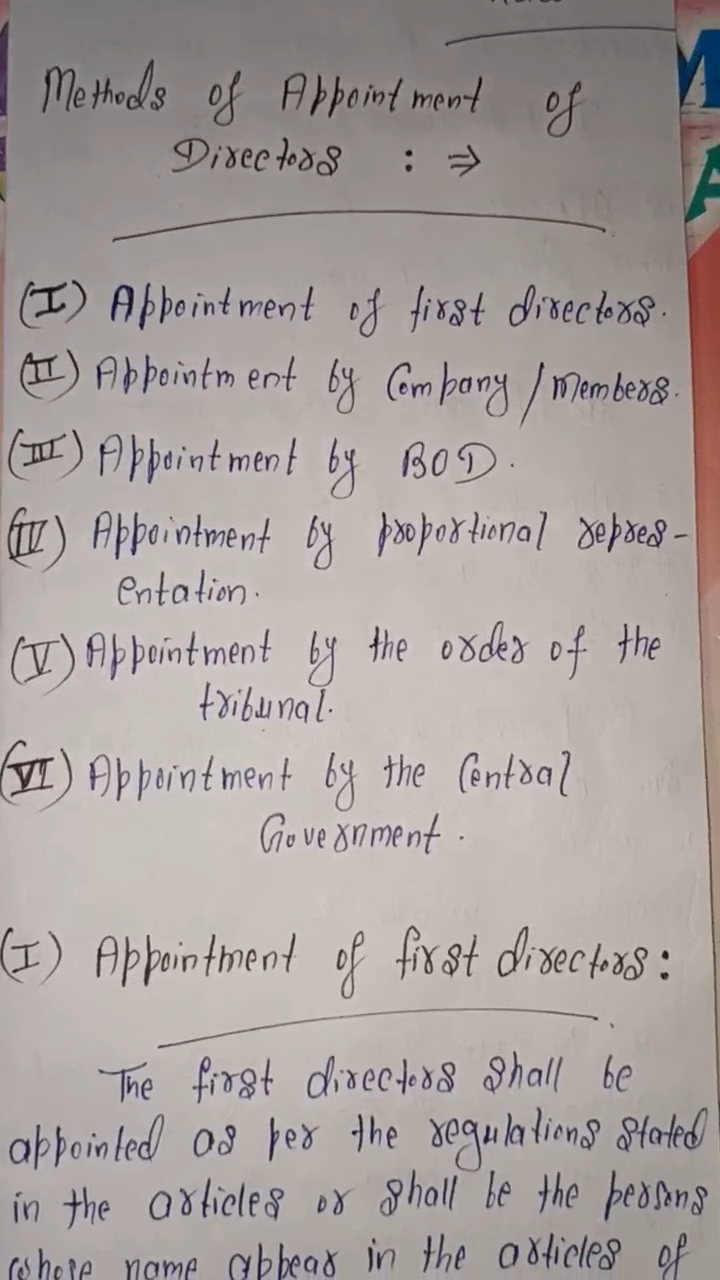 Methods of Appointment of
Directors : ⇒
(I) Appointment of first directors.
(II) Appointment by Company / Members.
(III) Appointment by BOD.
(IV) Appointment by proportional repres-
entation.
(V) Appointment by the order of the
tribunal.
(VI) Appointment by the Central
Government.
(I) Appointment of first directors:
The first directors shall be
appointed as per the regulations stated
in the articles or shall be the persons
whose name appear in the articles of
M
A